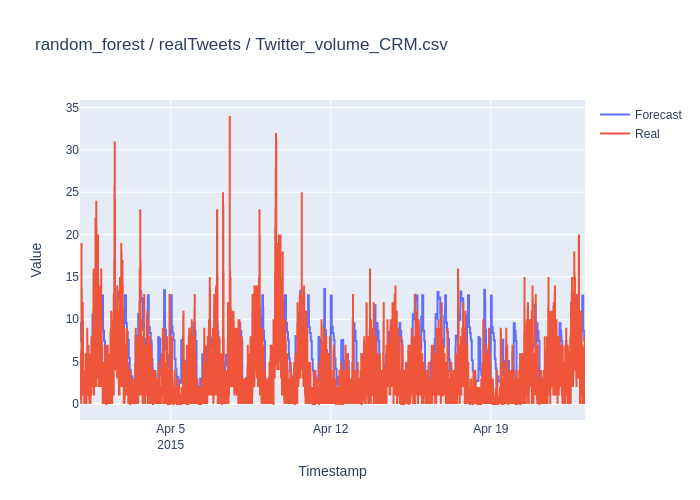 random_forest / realTweets / Twitter_volume_CRM.csv
Forecast
Real
Value
35
30
25
20
15
10
5
0
Apr 5
2015
Apr 12
Apr 19
Timestamp